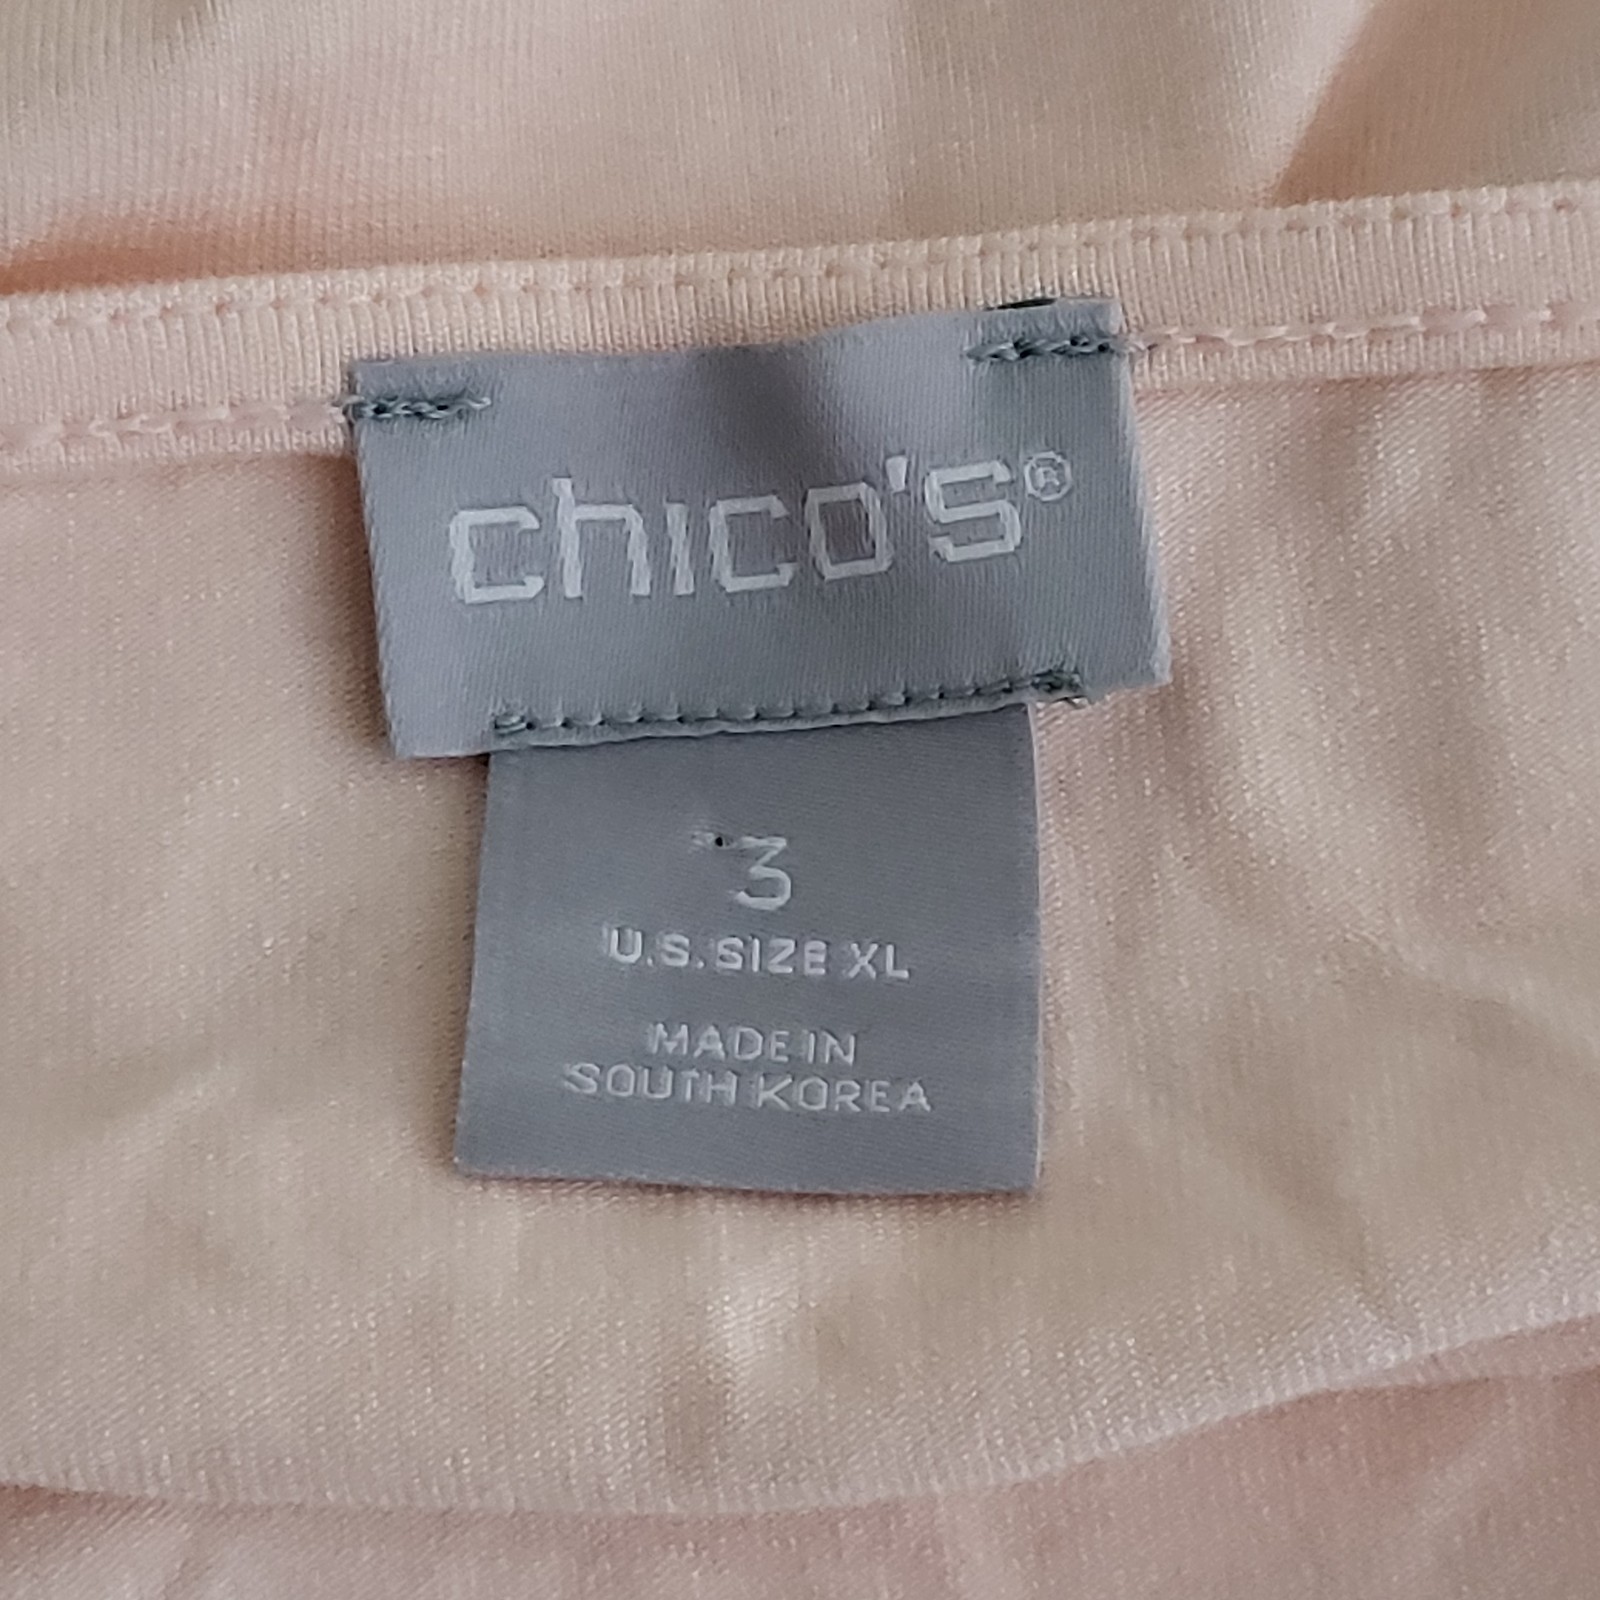 chico's®
3
U.S. SIZE XL
MADE IN
SOUTH KOREA